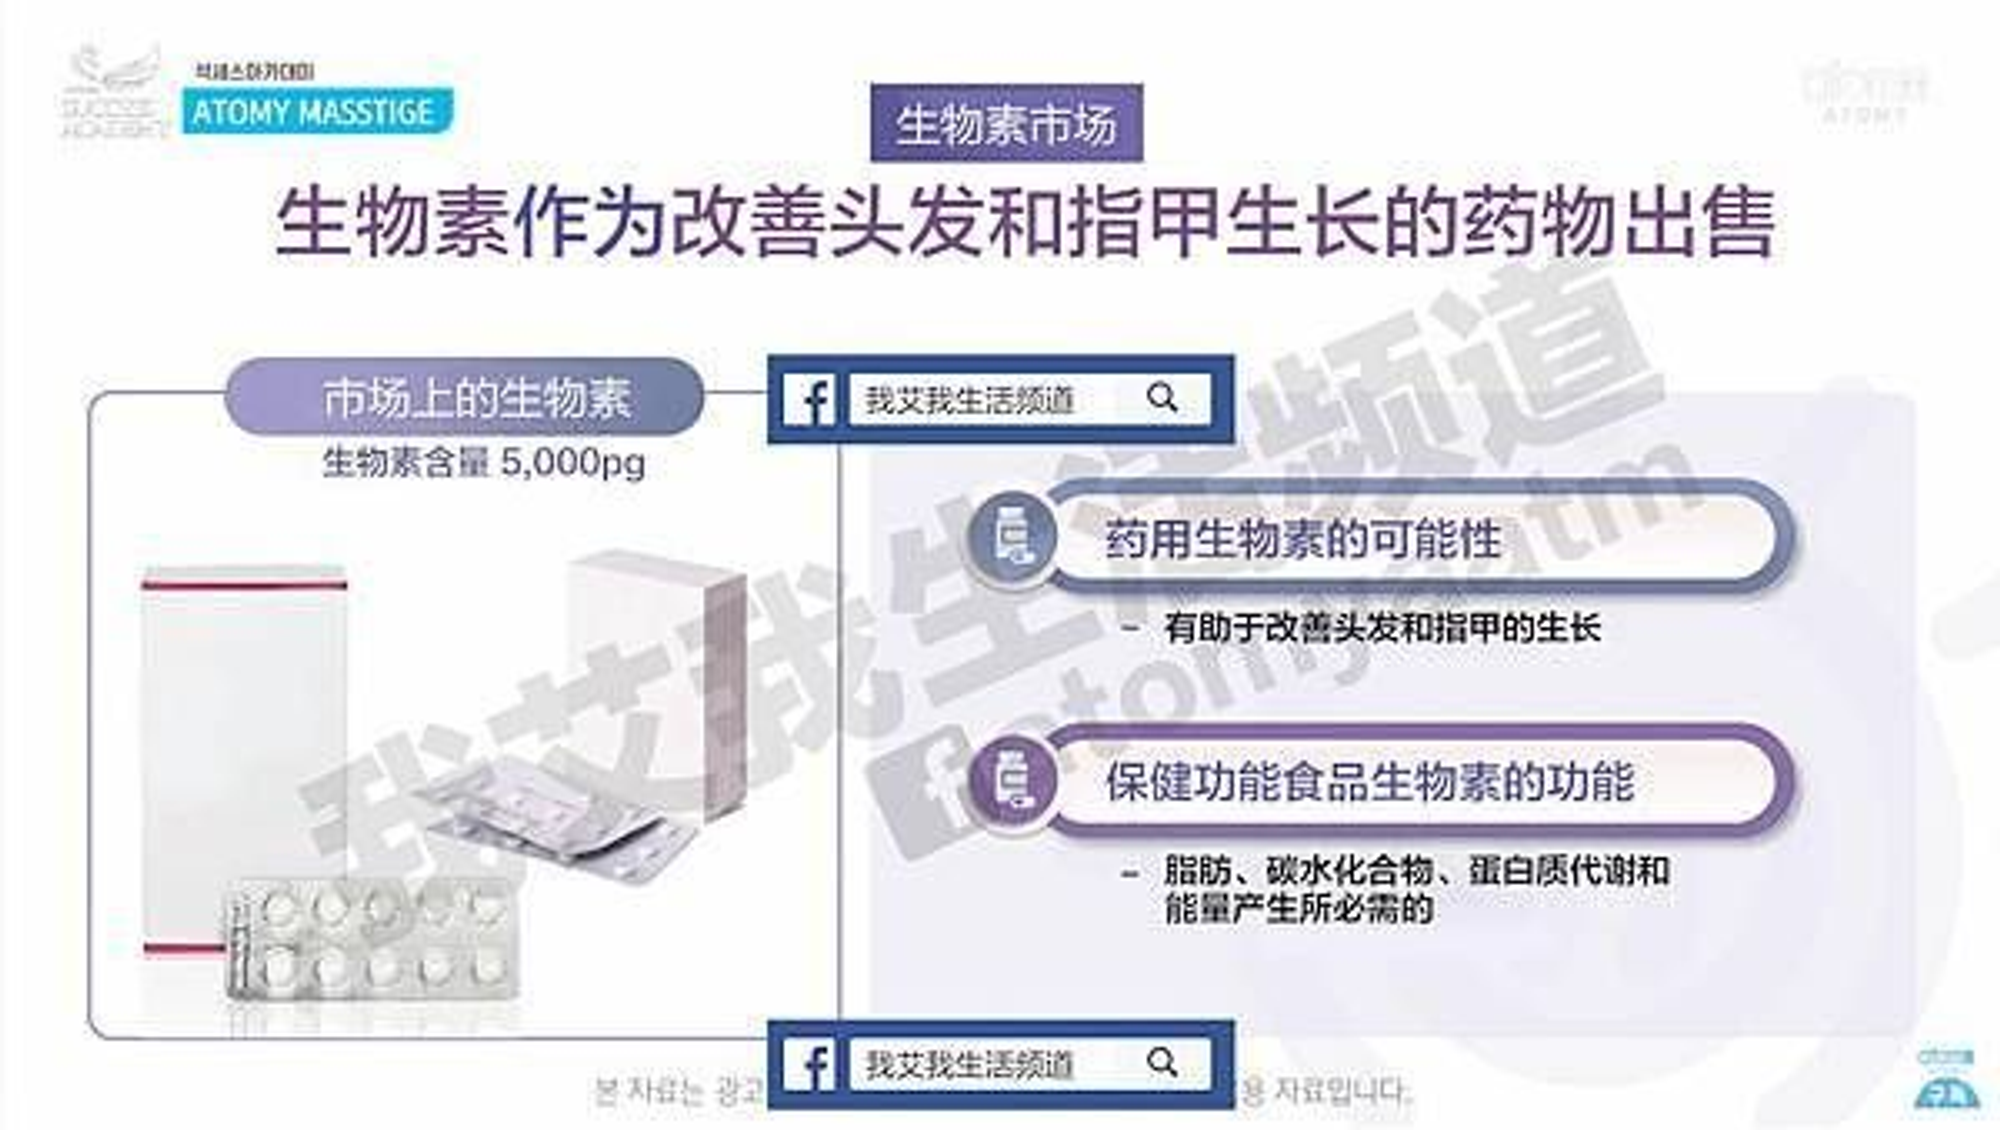 석세스아카데미
SUCCESS
ACADEMY
ATOMY MASSTIGE
ATOMY
生物素市场
生物素作为改善头发和指甲生长的药物出售
市场上的生物素
生物素含量 5,000pg
f 我艾我生活频道
药用生物素的可能性
- 有助于改善头发和指甲的生长
保健功能食品生物素的功能
- 脂肪、碳水化合物、蛋白质代谢和
能量产生所必需的
我艾我生活频道
f 我艾我生活频道
본 자료는 광고
용 자료입니다.